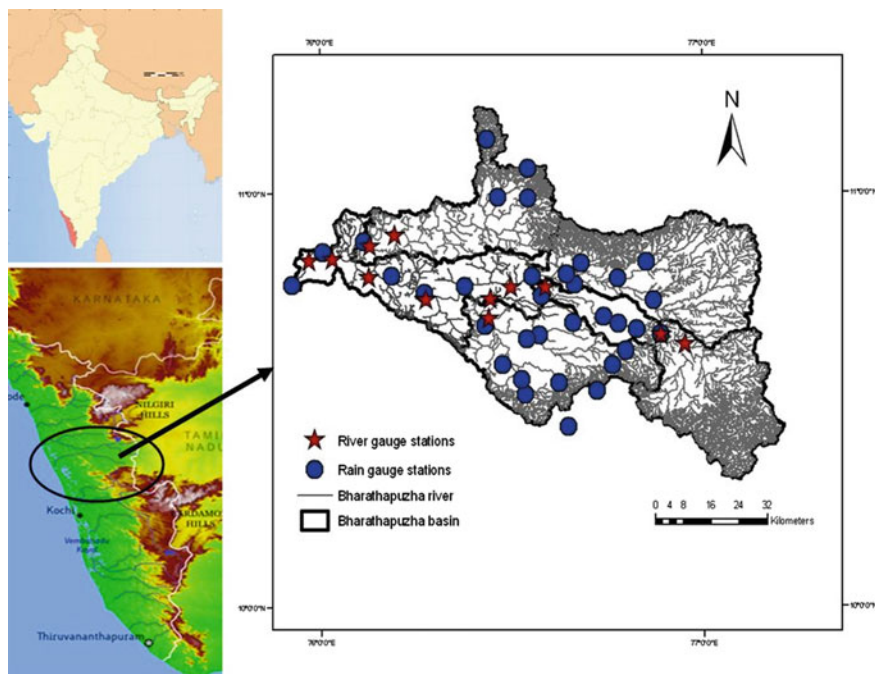 KARNATAKA
NILGIRI
HILLS
TAMIL
NADU
Kochi
HILLS
Thiruvananthapuram
76°0'0"E
77°0'0"E
N
11°0'0"N
11°0'0"N
River gauge stations
Rain gauge stations
Bharathapuzha river
Bharathapuzha basin
0 4 8 16 24 32
Kilometers
10°0'0"N
10°0'0"N
76°0'0"E
77°0'0"E